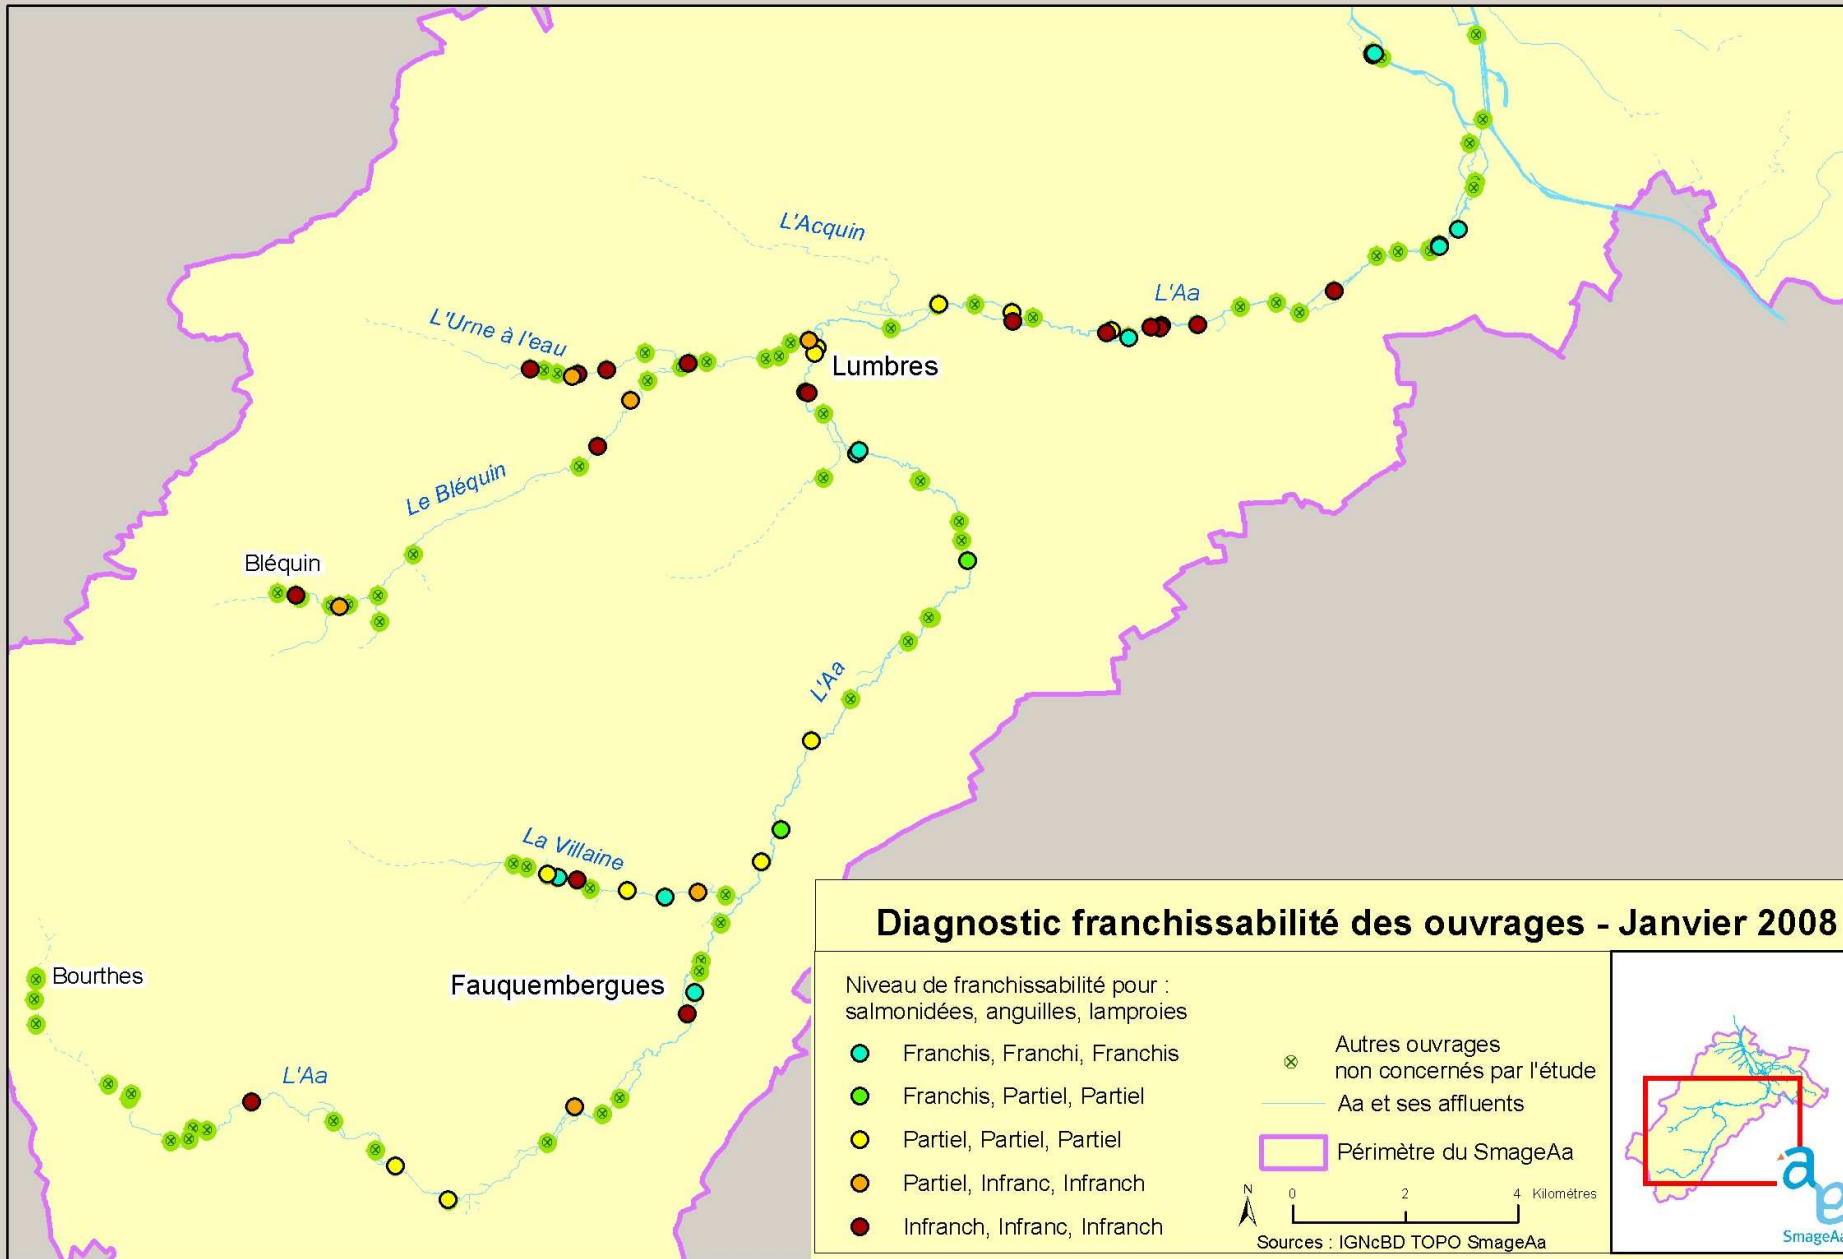 L'Acquin
L'Aa
L'Urne à l'eau
Lumbres
Le Bléquin
Bléquin
L'Aa
La Villaine
Bourthes
Fauquembergues
L'Aa
Diagnostic franchissabilité des ouvrages - Janvier 2008
Niveau de franchissabilité pour :
salmonidées, anguilles, lamproies
Franchis, Franchi, Franchis
Franchis, Partiel, Partiel
Partiel, Partiel, Partiel
Partiel, Infranc, Infranch
Infranch, Infranc, Infranch
Autres ouvrages
non concernés par l'étude
Aa et ses affluents
Périmètre du SmageAa
N
0 2 4 Kilomètres
Sources : IGNcBD TOPO SmageAa
SmageAa